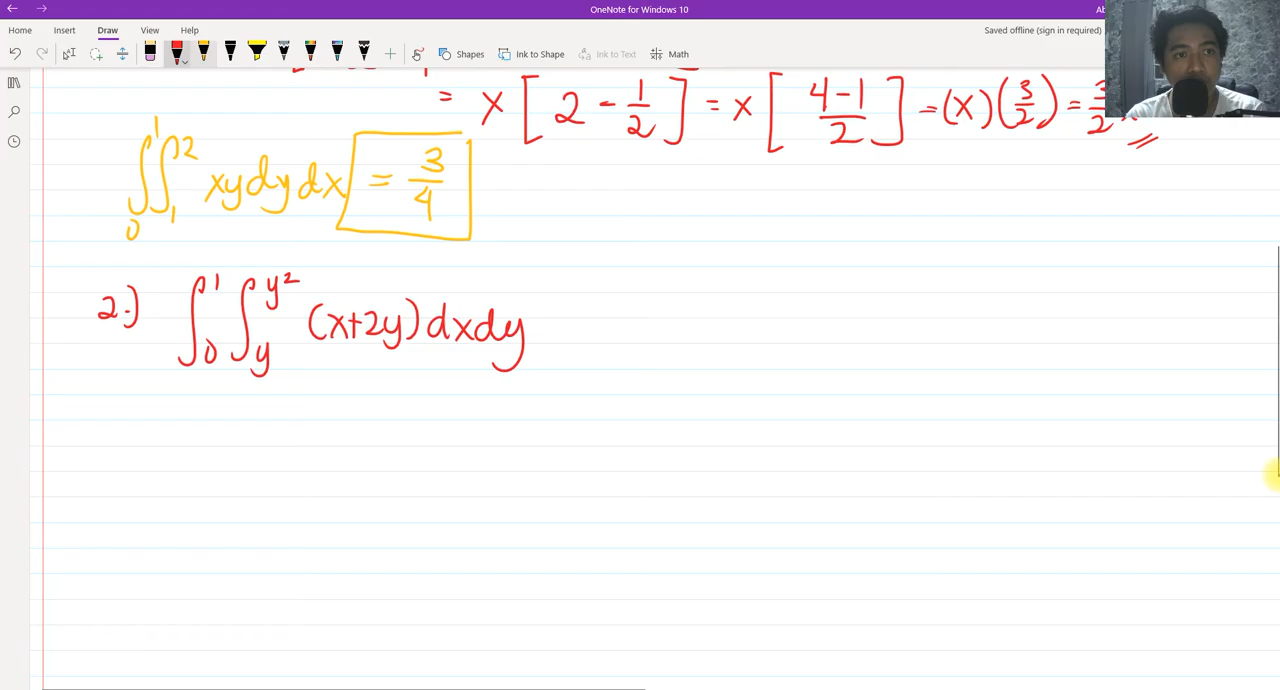 OneNote for Windows 10
Home Insert Draw View Help
Saved offline (sign in required)
Shapes Ink to Shape Ink to Text Math
= x [ 2 - 1/2 ] = x [ 4-1/2 ] = (x)(3/2) = 3/2 x
∫₀¹ ∫₁² xy dy dx = 3/4
2.) ∫₀¹ ∫_y^y² (x+2y) dx dy